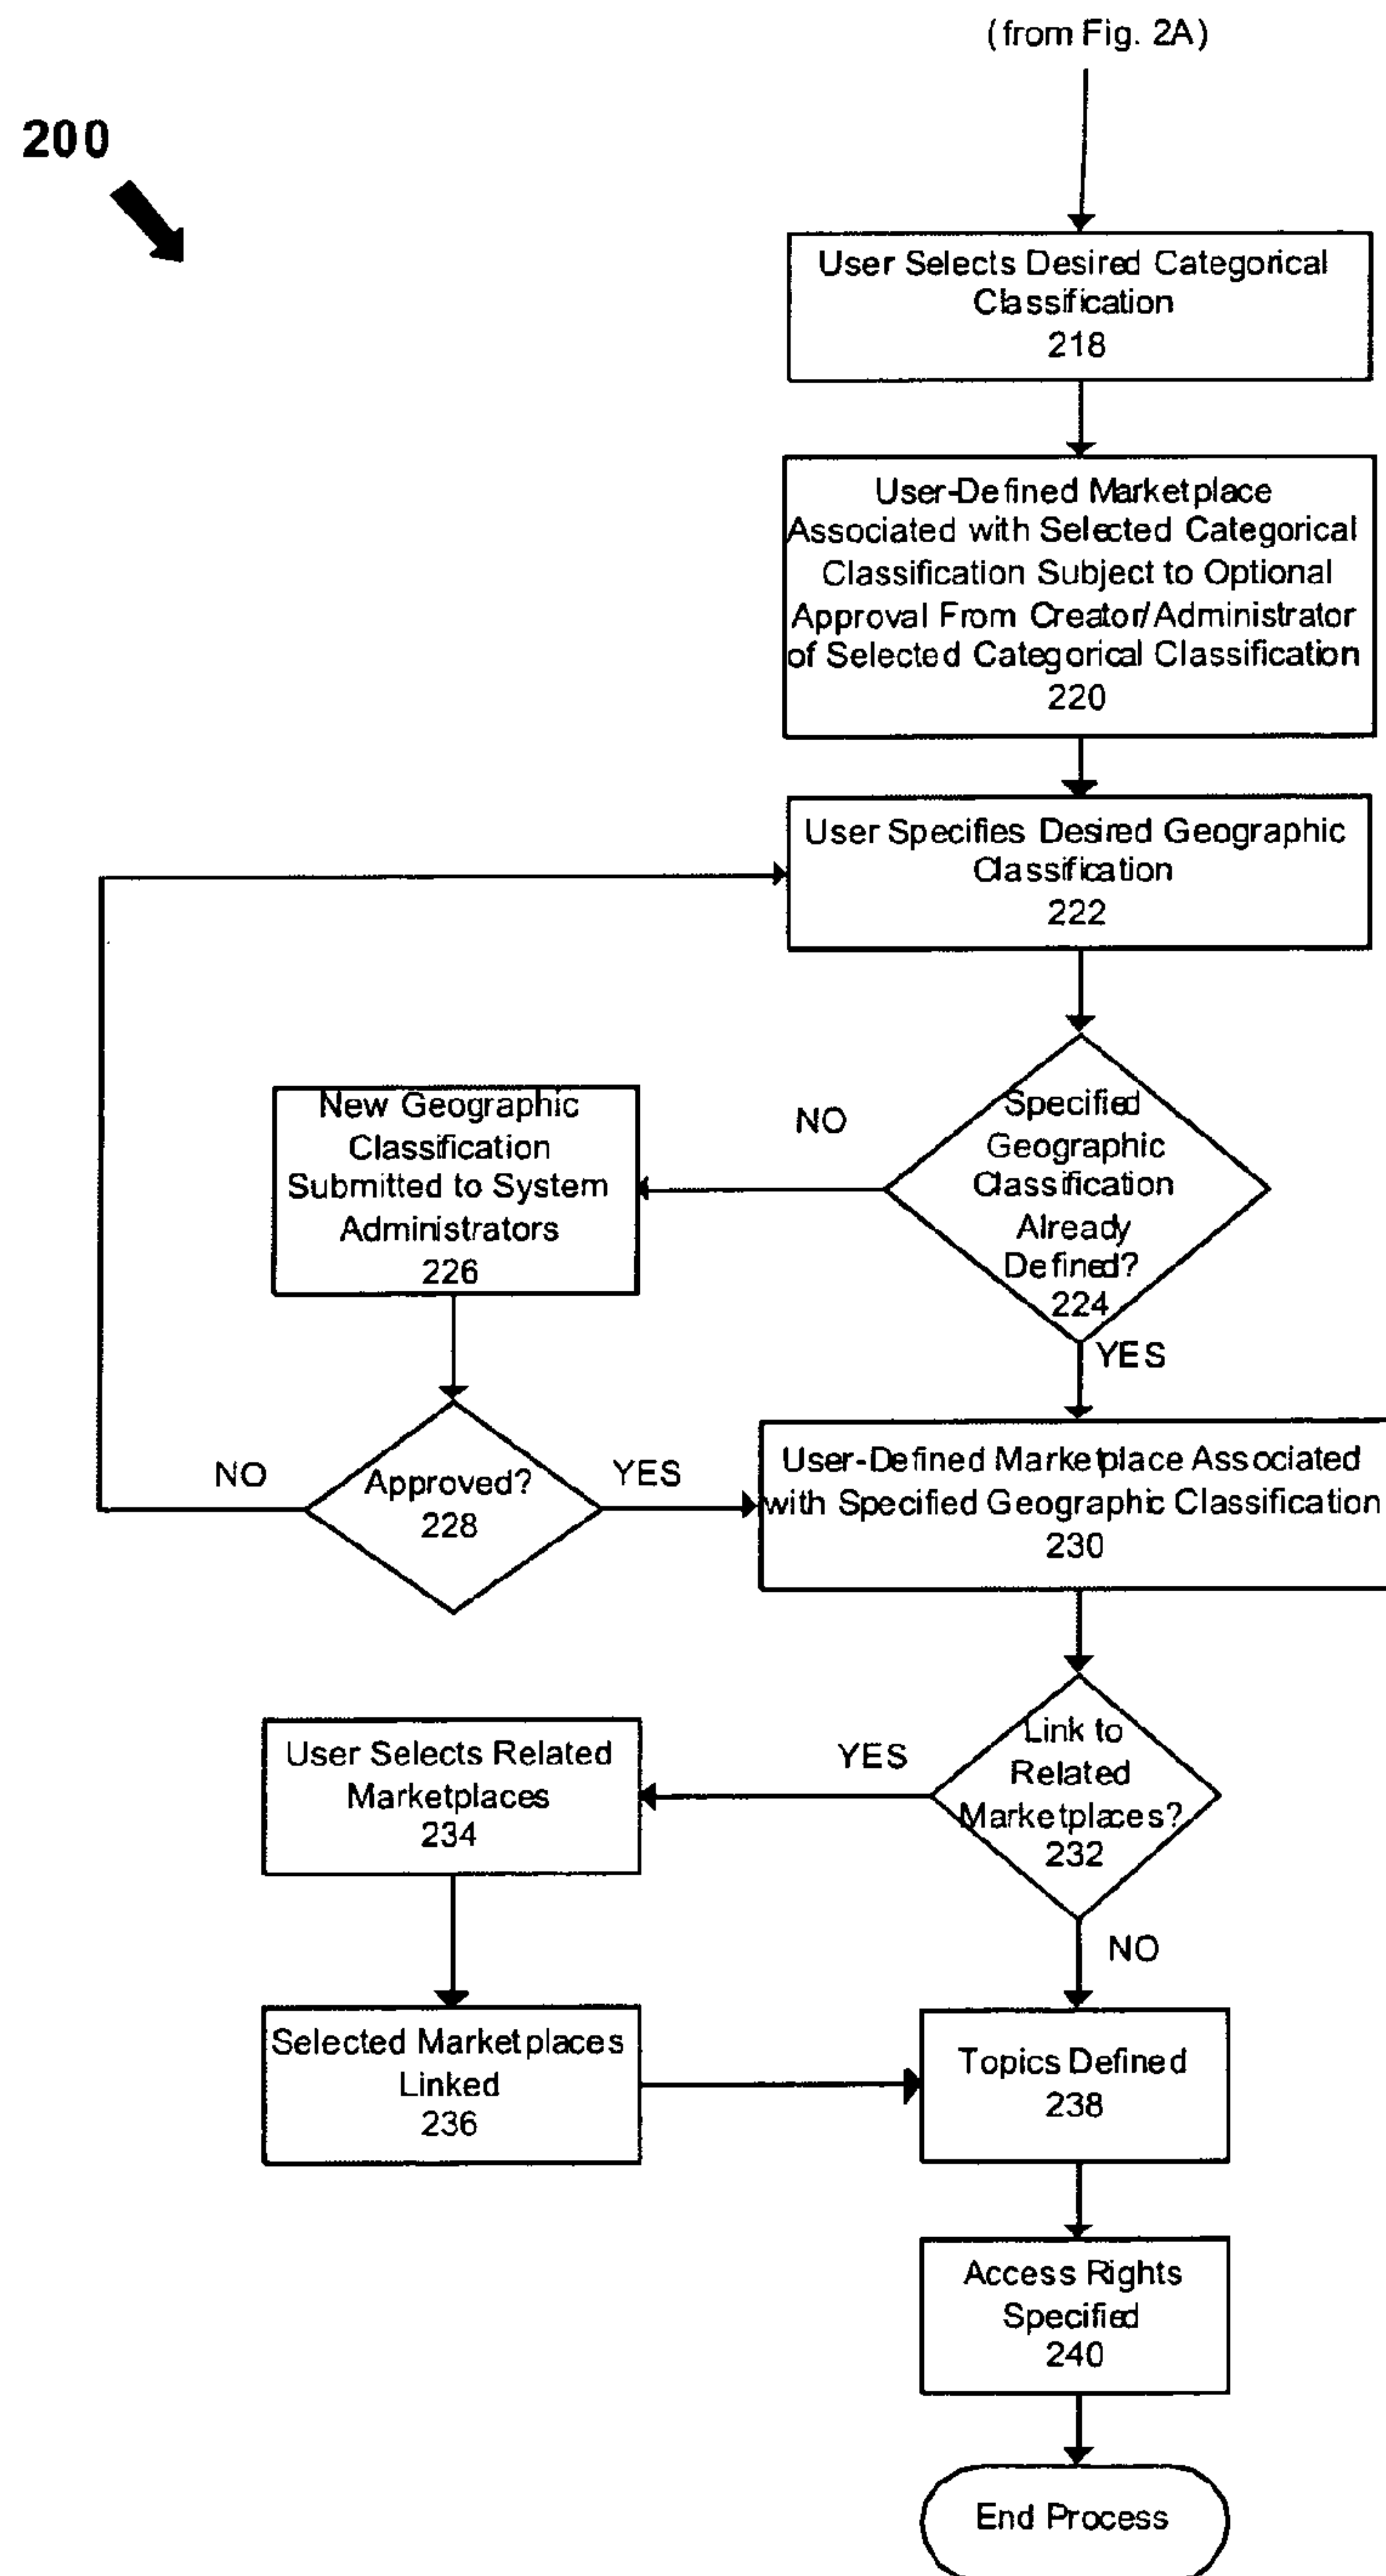 (from Fig. 2A)
200
User Selects Desired Categorical
Classification
218
User-Defined Marketplace
Associated with Selected Categorical
Classification Subject to Optional
Approval From Creator/Administrator
of Selected Categorical Classification
220
User Specifies Desired Geographic
Classification
222
Specified
Geographic
Classification
Already
Defined?
224
NO
YES
New Geographic
Classification
Submitted to System
Administrators
226
Approved?
228
NO
YES
User-Defined Marketplace Associated
with Specified Geographic Classification
230
Link to
Related
Marketplaces?
232
YES
NO
User Selects Related
Marketplaces
234
Selected Marketplaces
Linked
236
Topics Defined
238
Access Rights
Specified
240
End Process